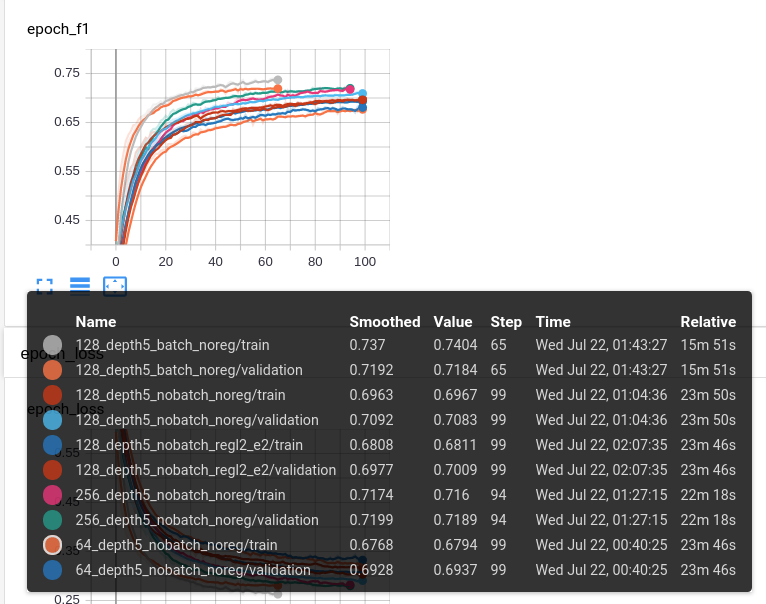 epoch_f1
0.75
0.65
0.55
0.45
0 20 40 60 80 100
Name Smoothed Value Step Time Relative
128_depth5_batch_noreg/train 0.737 0.7404 65 Wed Jul 22, 01:43:27 15m 51s
epoch_loss
128_depth5_batch_noreg/validation 0.7192 0.7184 65 Wed Jul 22, 01:43:27 15m 51s
128_depth5_nobatch_noreg/train 0.6963 0.6967 99 Wed Jul 22, 01:04:36 23m 50s
epoch_loss
128_depth5_nobatch_noreg/validation 0.7092 0.7083 99 Wed Jul 22, 01:04:36 23m 50s
128_depth5_nobatch_regl2_e2/train 0.6808 0.6811 99 Wed Jul 22, 02:07:35 23m 46s
0.55
128_depth5_nobatch_regl2_e2/validation 0.6977 0.7009 99 Wed Jul 22, 02:07:35 23m 46s
256_depth5_nobatch_noreg/train 0.7174 0.716 94 Wed Jul 22, 01:27:15 22m 18s
0.45
256_depth5_nobatch_noreg/validation 0.7199 0.7189 94 Wed Jul 22, 01:27:15 22m 18s
64_depth5_nobatch_noreg/train 0.6768 0.6794 99 Wed Jul 22, 00:40:25 23m 46s
64_depth5_nobatch_noreg/validation 0.6928 0.6937 99 Wed Jul 22, 00:40:25 23m 46s
0.25